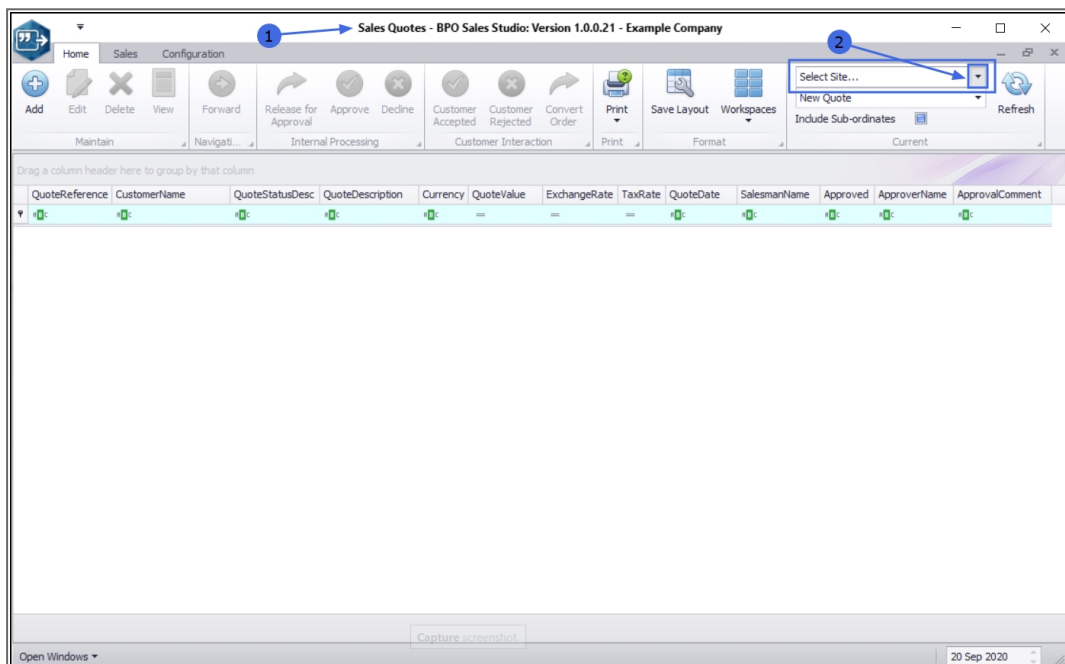 1
Sales Quotes - BPO Sales Studio: Version 1.0.0.21 - Example Company
2
Home Sales Configuration
Select Site...
New Quote
Include Sub-ordinates
Add Edit Delete View Forward Release for Approval Approve Decline Customer Accepted Customer Rejected Convert Order Print Save Layout Workspaces Refresh
Maintain Navigati... Internal Processing Customer Interaction Print Format Current
Drag a column header here to group by that column
QuoteReference CustomerName QuoteStatusDesc QuoteDescription Currency QuoteValue ExchangeRate TaxRate QuoteDate SalesmanName Approved ApproverName ApprovalComment
Capture screenshot.
Open Windows 20 Sep 2020